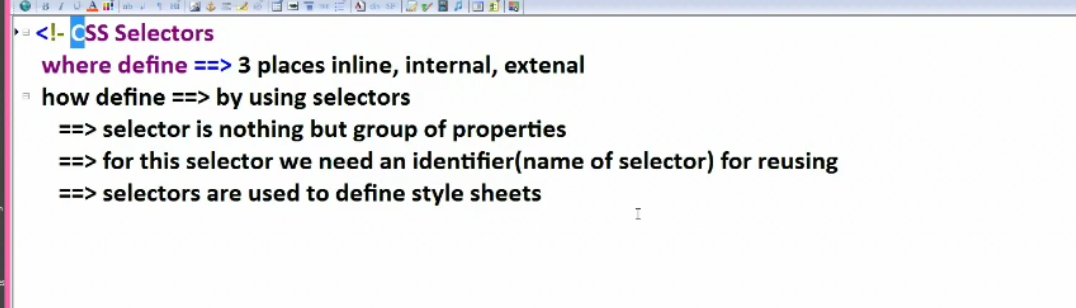 <!- CSS Selectors
where define ==> 3 places inline, internal, extenal
how define ==> by using selectors
==> selector is nothing but group of properties
==> for this selector we need an identifier(name of selector) for reusing
==> selectors are used to define style sheets